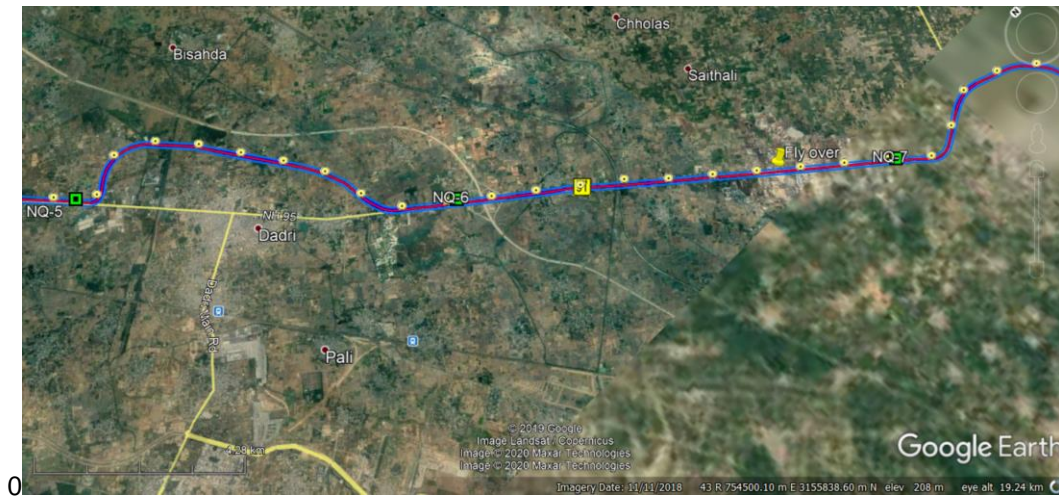 Chholas
Bisahda
Saithali
Fly over
NQ-7
NQ-6
NQ-5
NH 95
Dadri
Pali
© 2019 Google
Image Landsat / Copernicus
Image © 2020 Maxar Technologies
Image © 2020 Maxar Technologies
Google Earth
Imagery Date: 11/11/2018 43 R 754500.10 m E 3155838.60 m N elev 208 m eye alt 19.24 km
0